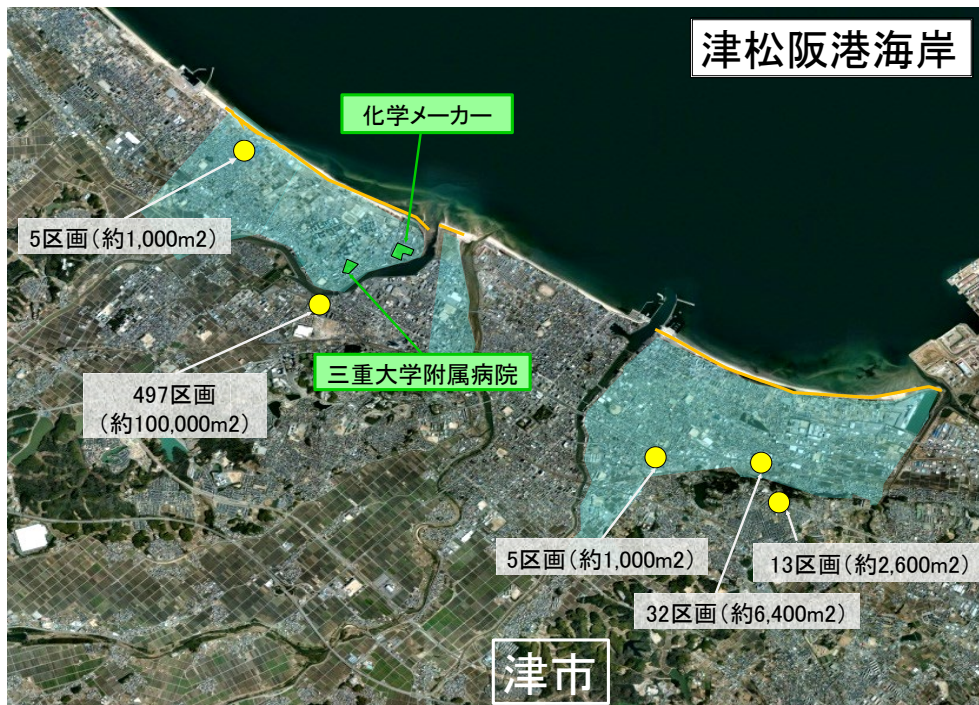 津松阪港海岸
化学メーカー
5区画(約1,000m2)
三重大学附属病院
497区画
(約100,000m2)
5区画(約1,000m2)
13区画(約2,600m2)
32区画(約6,400m2)
津市